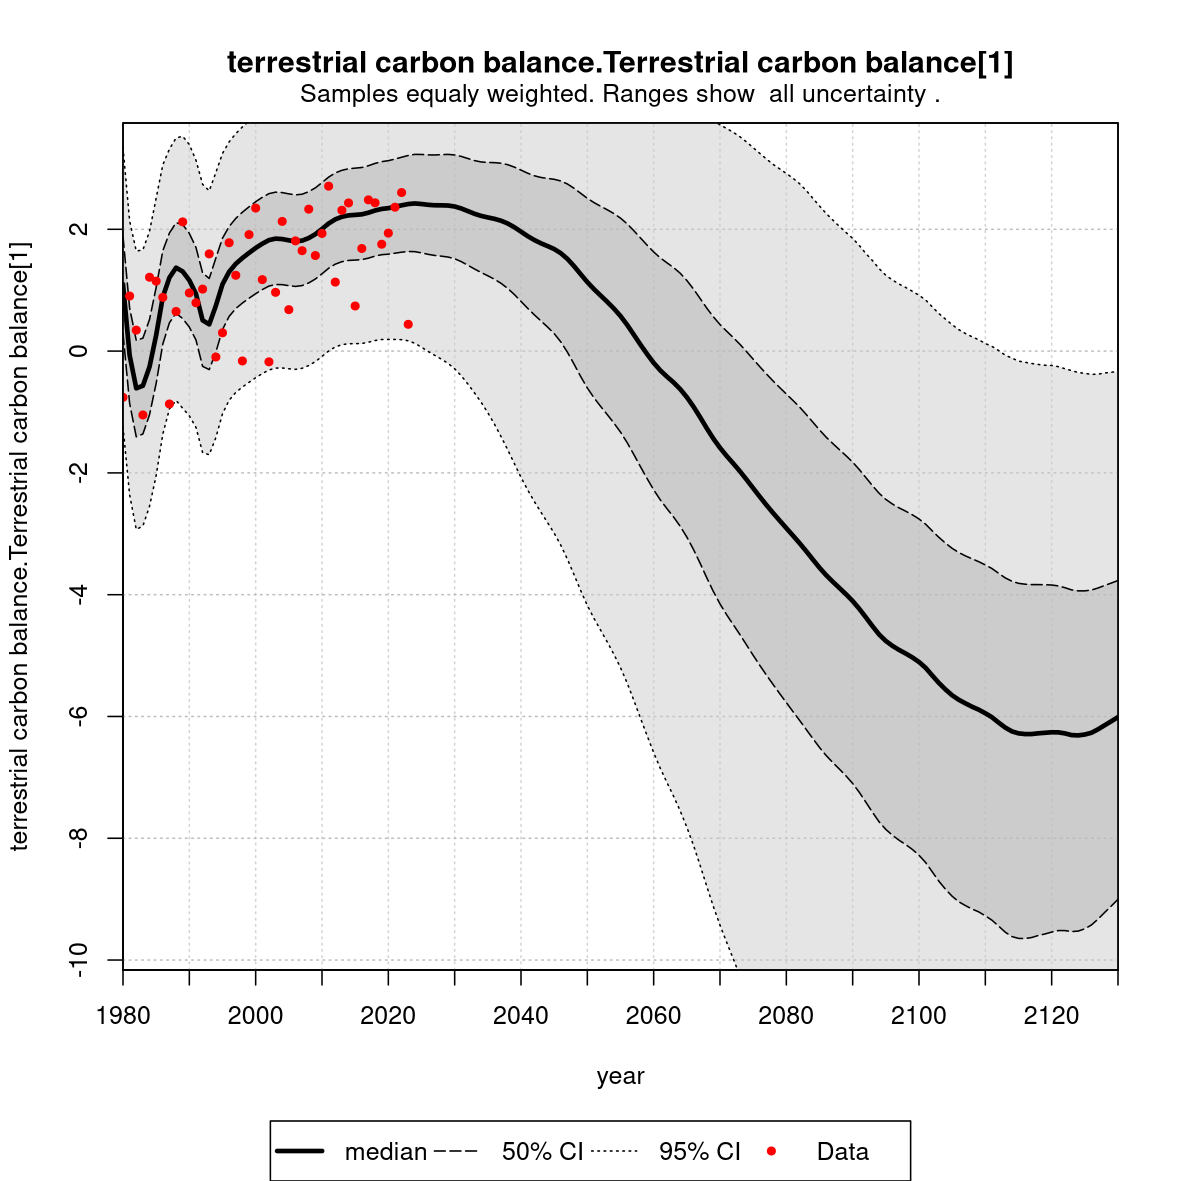 terrestrial carbon balance.Terrestrial carbon balance[1]
Samples equaly weighted. Ranges show  all uncertainty .
terrestrial carbon balance.Terrestrial carbon balance[1]
2
0
-2
-4
-6
-8
-10
1980 2000 2020 2040 2060 2080 2100 2120
year
median 50% CI 95% CI Data